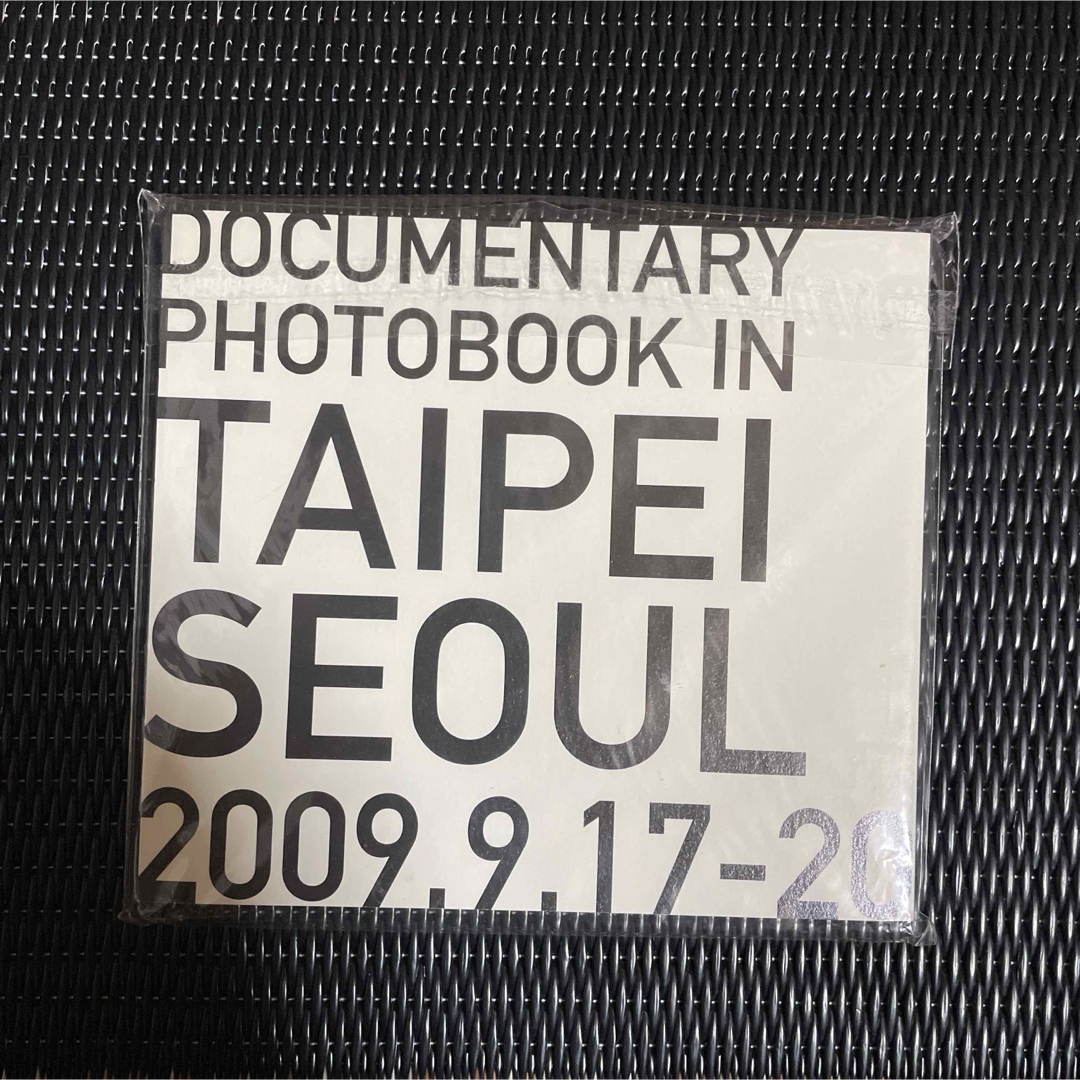 DOCUMENTARY
PHOTOBOOK IN
TAIPEI
SEOUL
2009.9.17-20